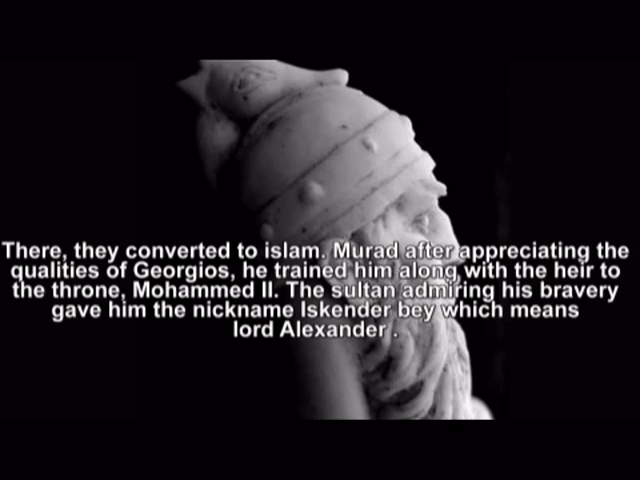 There, they converted to islam. Murad after appreciating the
qualities of Georgios, he trained him along with the heir to
the throne, Mohammed II. The sultan admiring his bravery
gave him the nickname Iskender bey which means
lord Alexander .